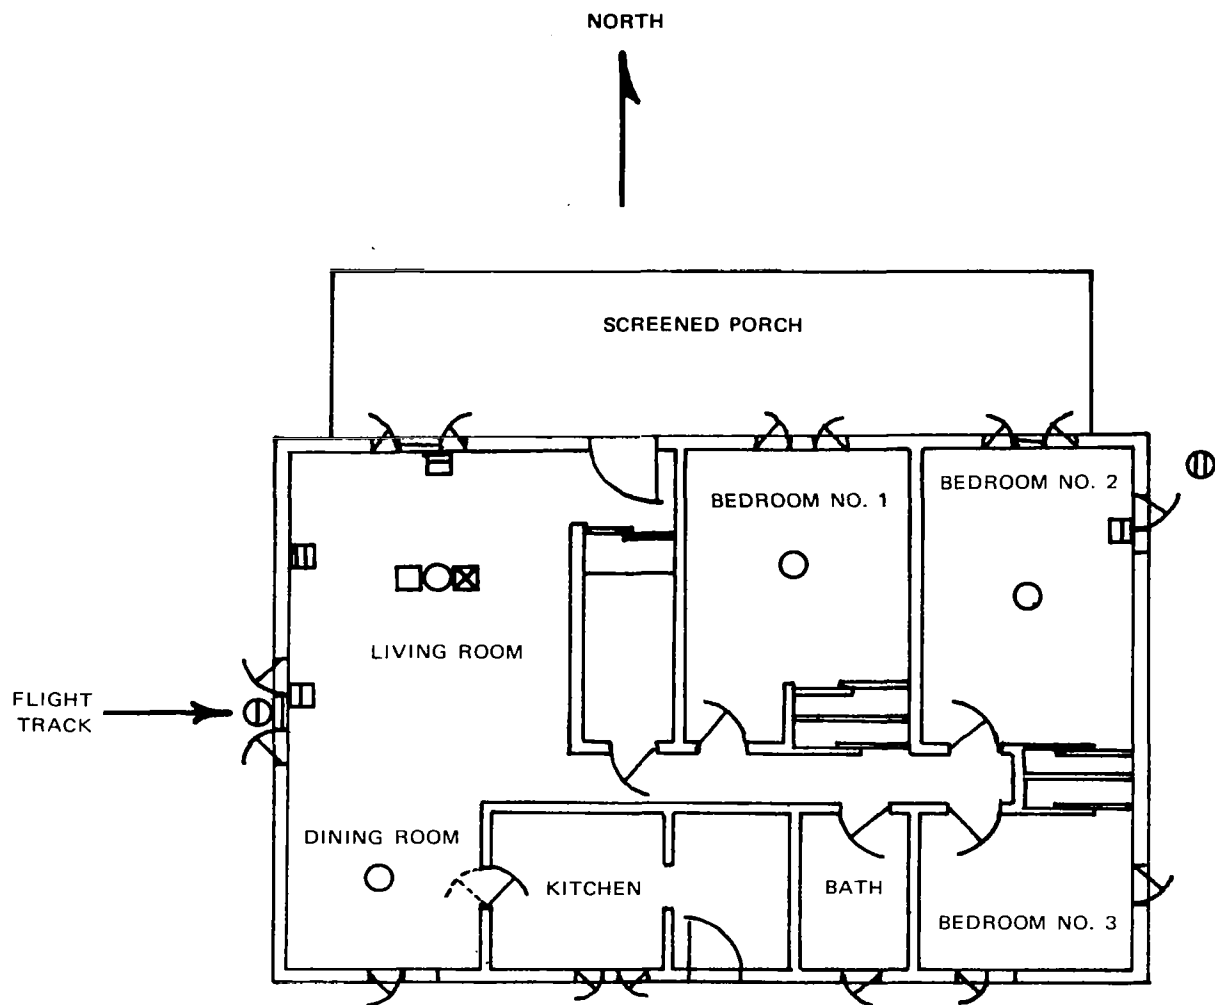 NORTH
SCREENED PORCH
BEDROOM NO. 1
BEDROOM NO. 2
LIVING ROOM
FLIGHT
TRACK
DINING ROOM
KITCHEN
BATH
BEDROOM NO. 3